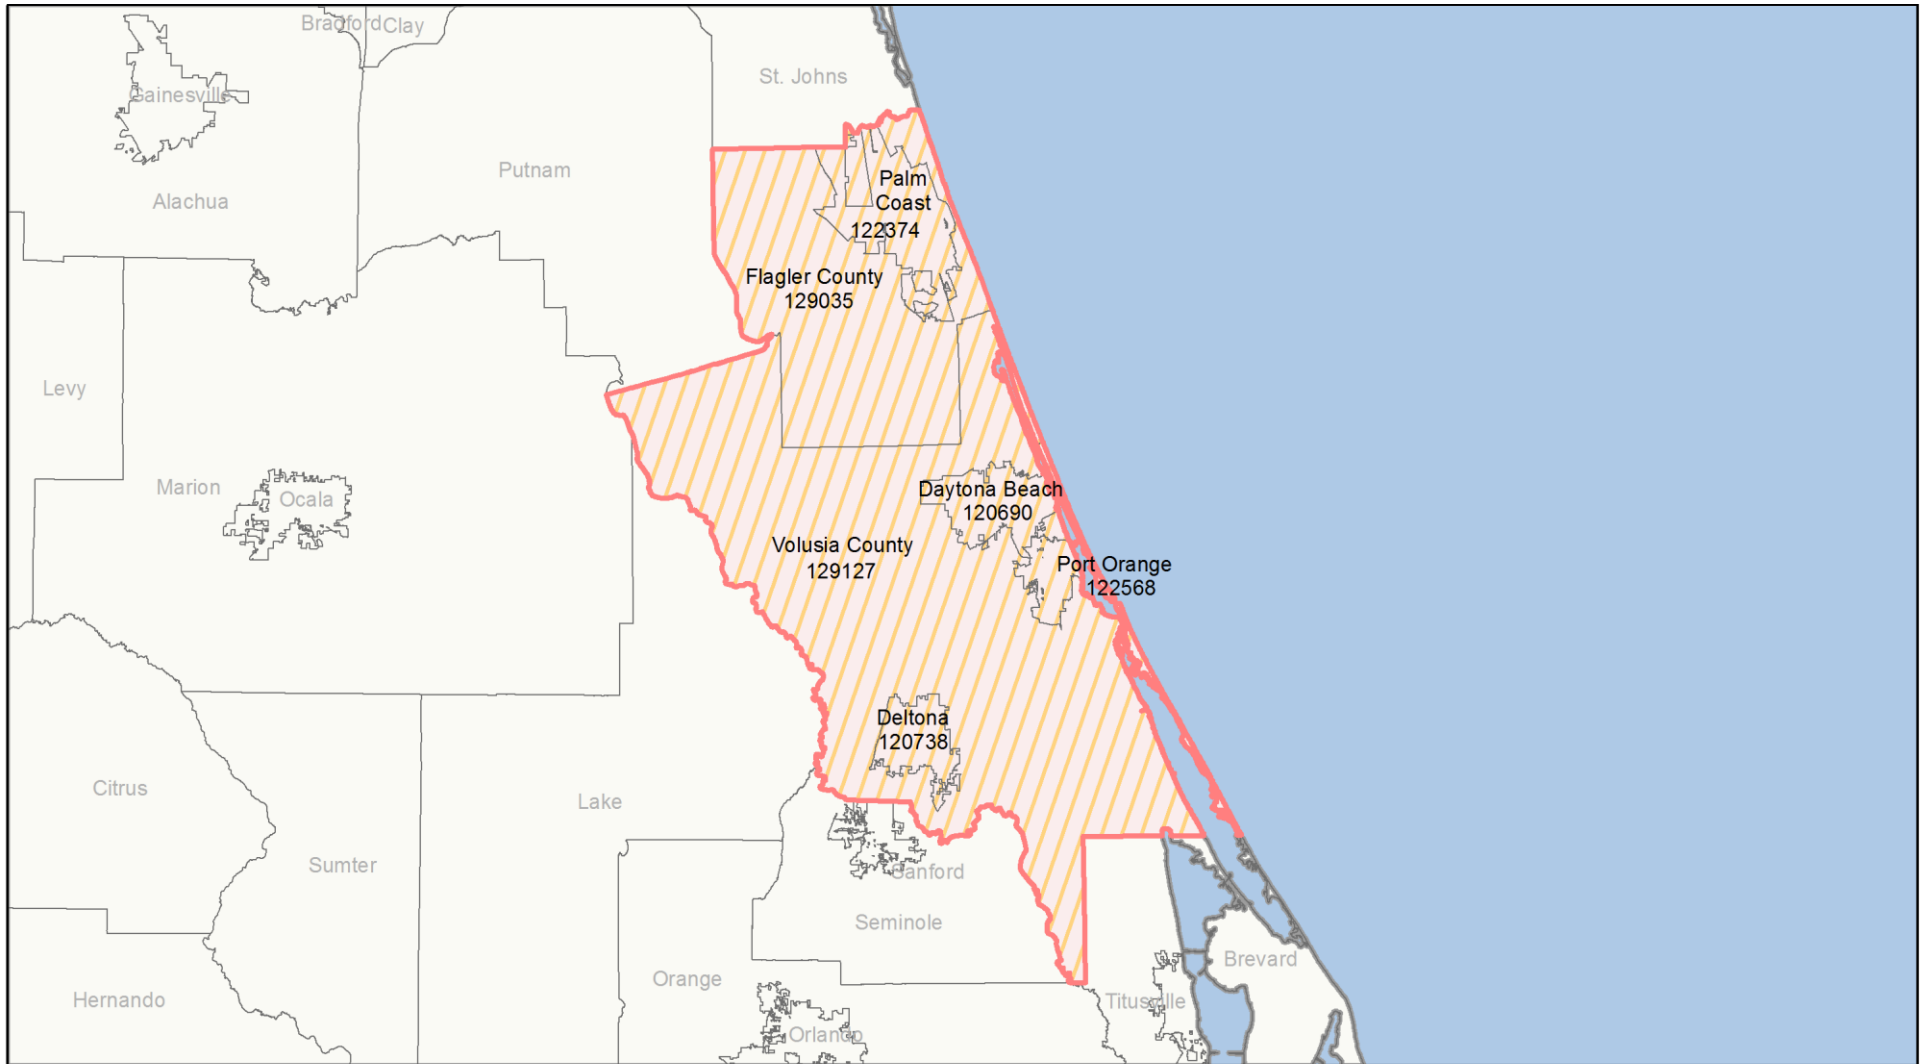 Bradford
Clay
St. Johns
Gainesville
Putnam
Alachua
Palm
Coast
122374
Flagler County
129035
Levy
Marion
Ocala
Daytona Beach
120690
Volusia County
129127
Port Orange
122568
Deltona
120738
Citrus
Lake
Sumter
Sanford
Seminole
Brevard
Orange
Hernando
Titusville
Orlando